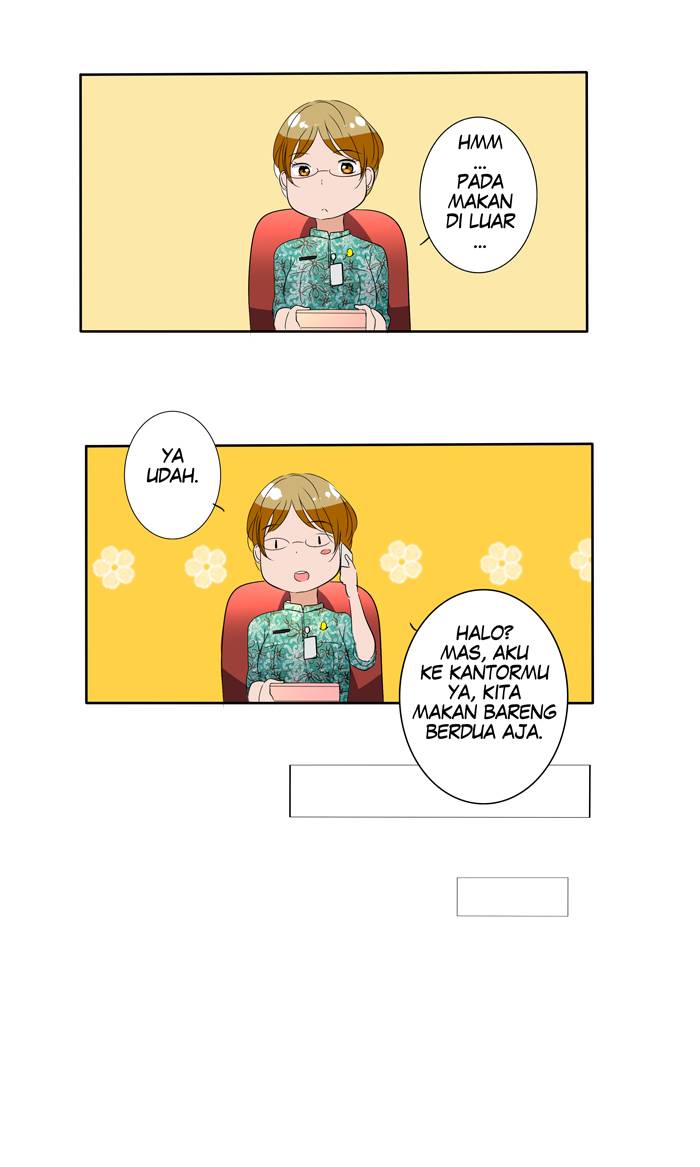 HMM
...
PADA
MAKAN
DI LUAR
...
YA
UDAH.
HALO?
MAS, AKU
KE KANTORMU
YA, KITA
MAKAN BARENG
BERDUA AJA.